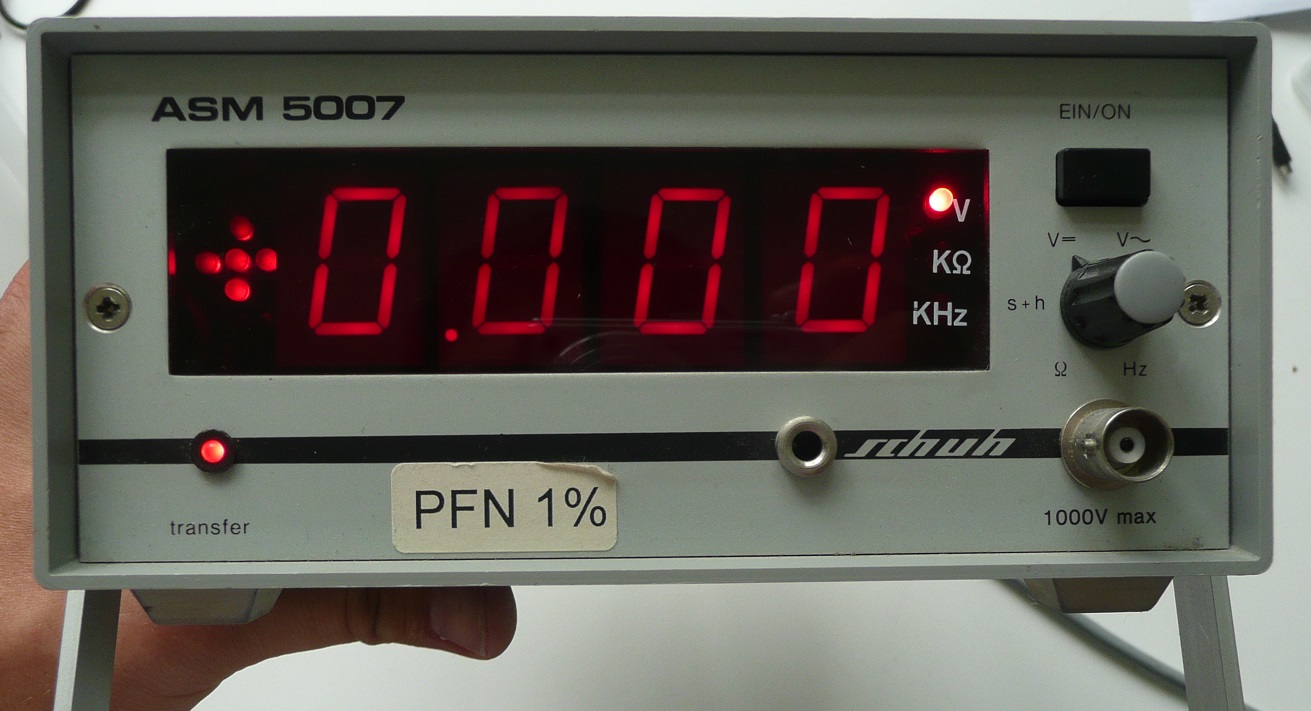 ASM 5007
EIN/ON
+0.000
V
KΩ
KHz
V= V~
s+h
Ω Hz
schuh
transfer
PFN 1%
1000V max